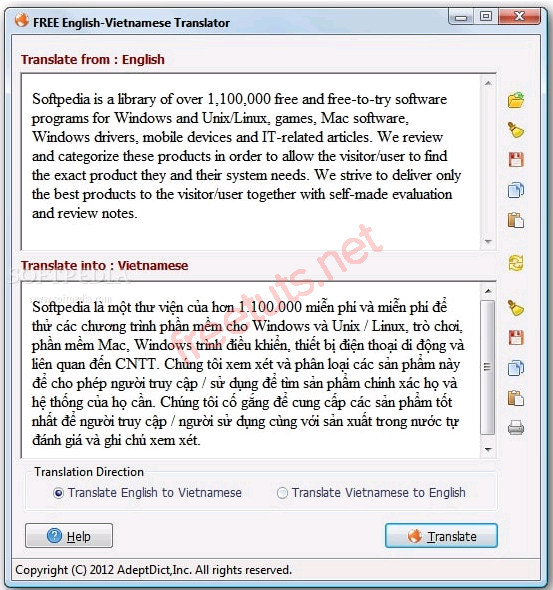 FREE English-Vietnamese Translator
Translate from : English
Softpedia is a library of over 1,100,000 free and free-to-try software
programs for Windows and Unix/Linux, games, Mac software,
Windows drivers, mobile devices and IT-related articles. We review
and categorize these products in order to allow the visitor/user to find
the exact product they and their system needs. We strive to deliver only
the best products to the visitor/user together with self-made evaluation
and review notes.
freetuts.net
Translate into : Vietnamese
SOFTPEDIA
Softpedia là một thư viện của hơn 1.100.000 miễn phí và miễn phí để
thử các chương trình phần mềm cho Windows và Unix / Linux, trò chơi,
phần mềm Mac, Windows trình điều khiển, thiết bị điện thoại di động và
liên quan đến CNTT. Chúng tôi xem xét và phân loại các sản phẩm này
để cho phép người truy cập / sử dụng để tìm sản phẩm chính xác họ và
hệ thống của họ cần. Chúng tôi cố gắng để cung cấp các sản phẩm tốt
nhất để người truy cập / người sử dụng cùng với sản xuất trong nước tự
đánh giá và ghi chú xem xét.
Translation Direction
Translate English to Vietnamese
Translate Vietnamese to English
Help
Translate
Copyright (C) 2012 AdeptDict,Inc. All rights reserved.